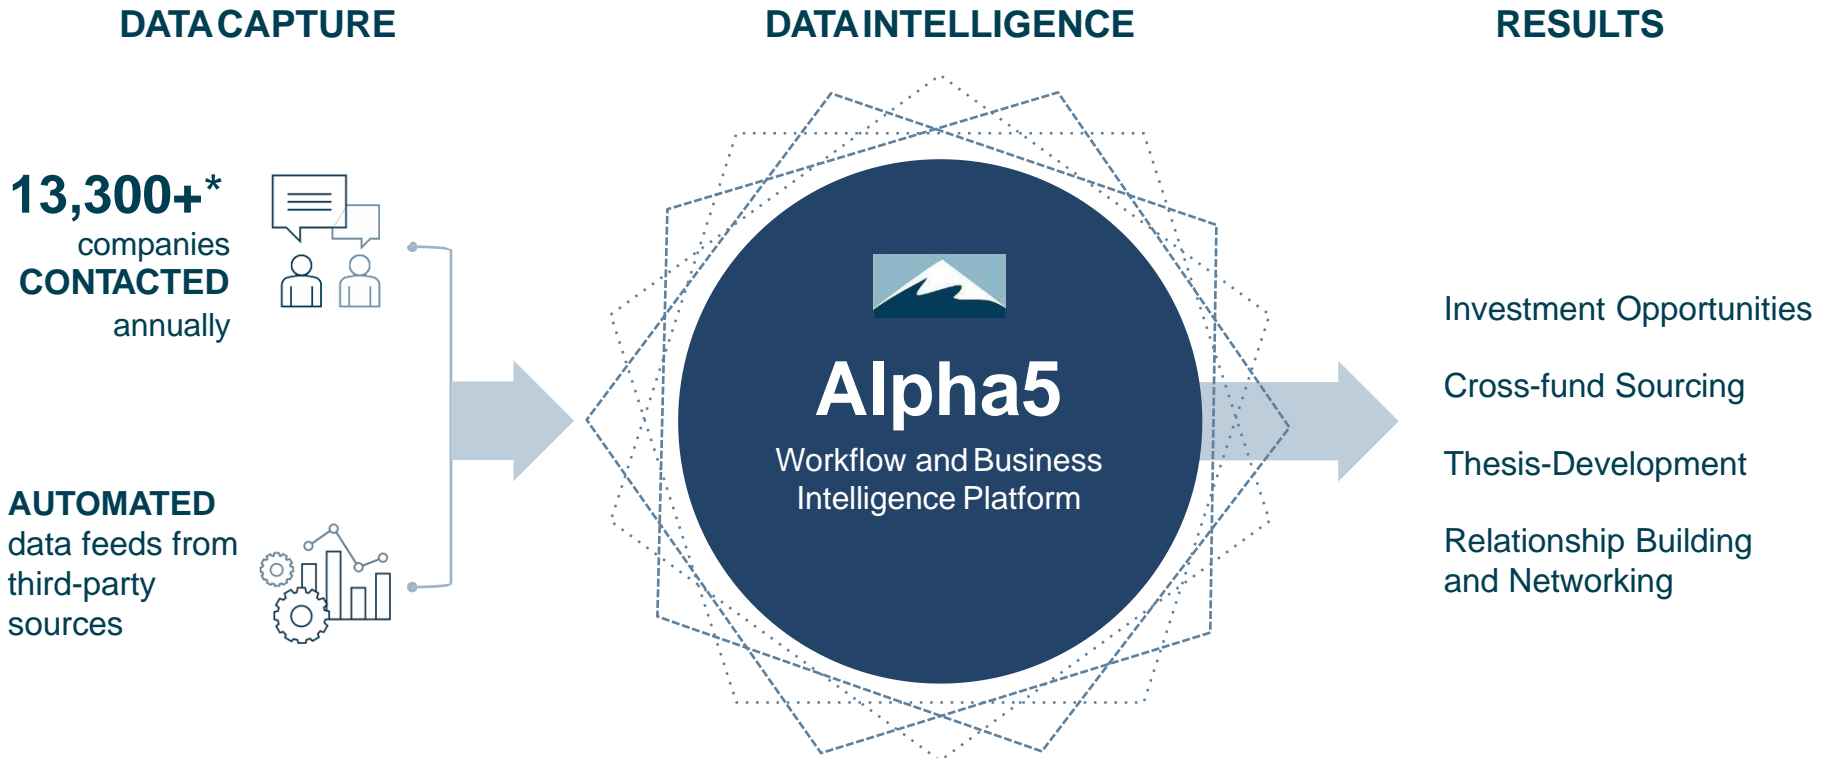 DATA CAPTURE
13,300+*
companies
CONTACTED
annually
AUTOMATED
data feeds from
third-party
sources
DATA INTELLIGENCE
Alpha5
Workflow and Business
Intelligence Platform
RESULTS
Investment Opportunities
Cross-fund Sourcing
Thesis-Development
Relationship Building
and Networking